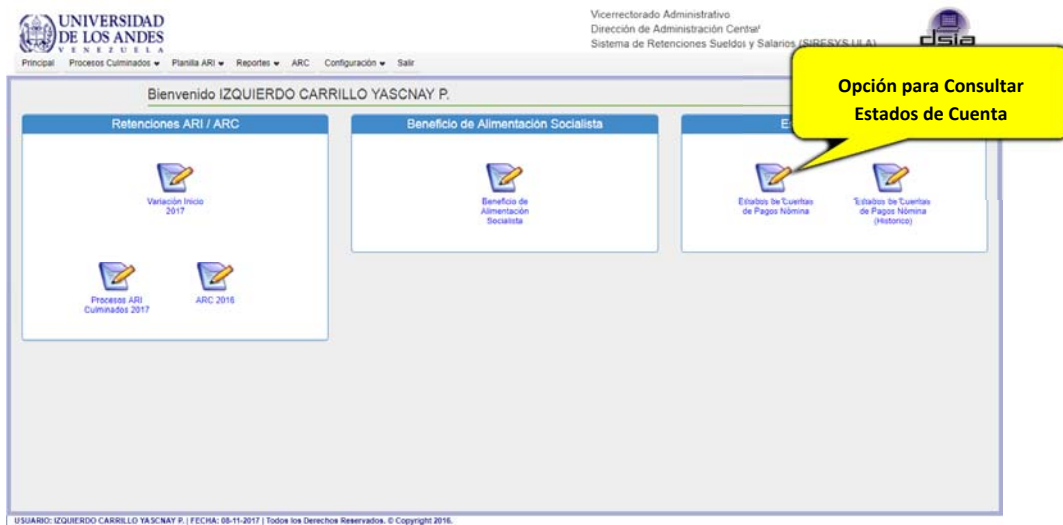 UNIVERSIDAD
DE LOS ANDES
VENEZUELA
Vicerrectorado Administrativo
Dirección de Administración Central
Sistema de Retenciones Sueldos y Salarios (SIRESYS ULA)
dsia
Principal Procesos Culminados Planilla ARI Reportes ARC Configuración Salir
Opción para Consultar
Estados de Cuenta
Bienvenido IZQUIERDO CARRILLO YASCNAY P.
Retenciones ARI / ARC
Variación Inicio
2017
Procesos ARI
Culminados 2017
ARC 2016
Beneficio de Alimentación Socialista
Beneficio de
Alimentación
Socialista
Estados de Cuentas
de Pagos Nómina
Estados de Cuentas
de Pagos Nómina
(Historico)
USUARIO: IZQUIERDO CARRILLO YASCNAY P. | FECHA: 08-11-2017 | Todos los Derechos Reservados. © Copyright 2016.